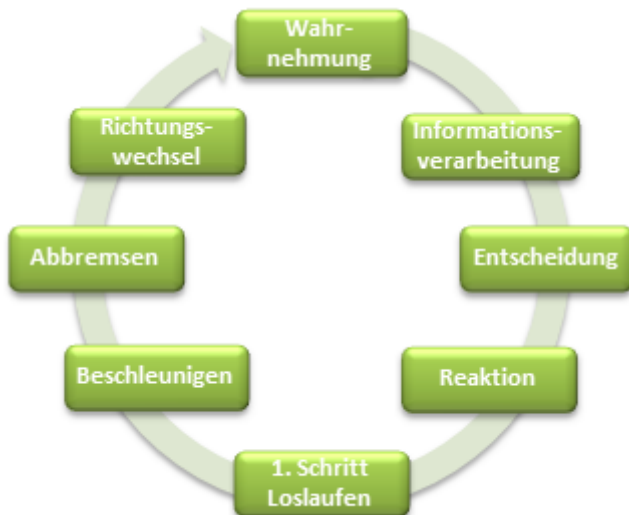 Wahr-
nehmung
Informations-
verarbeitung
Entscheidung
Reaktion
1. Schritt
Loslaufen
Beschleunigen
Abbremsen
Richtungs-
wechsel